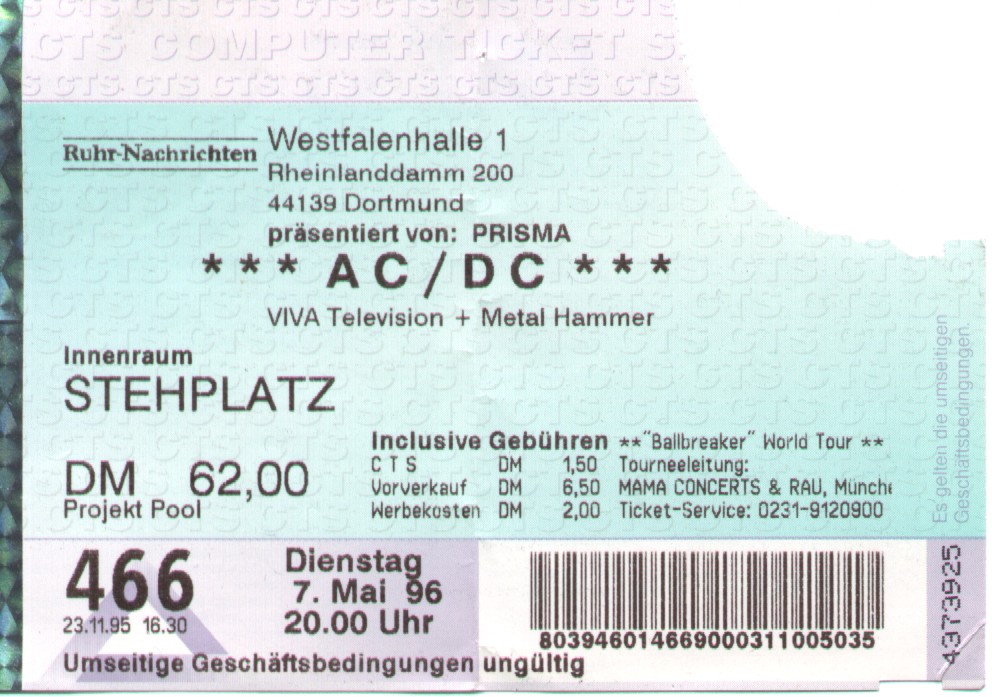 CTS COMPUTER TICKET S
Ruhr-Nachrichten
Westfalenhalle 1
Rheinlanddamm 200
44139 Dortmund
präsentiert von: PRISMA
*** AC/DC ***
VIVA Television + Metal Hammer
Innenraum
STEHPLATZ
DM 62,00
Projekt Pool
Inclusive Gebühren
CTS DM 1,50
Vorverkauf DM 6,50
Werbekosten DM 2,00
**"Ballbreaker" World Tour **
Tourneeleitung:
MAMA CONCERTS & RAU, Münche
Ticket-Service: 0231-9120900
Es gelten die umseitigen
Geschäftsbedingungen.
466
23.11.95 16.30
Dienstag
7. Mai 96
20.00 Uhr
803946014669000311005035
4373925
Umseitige Geschäftsbedingungen ungültig